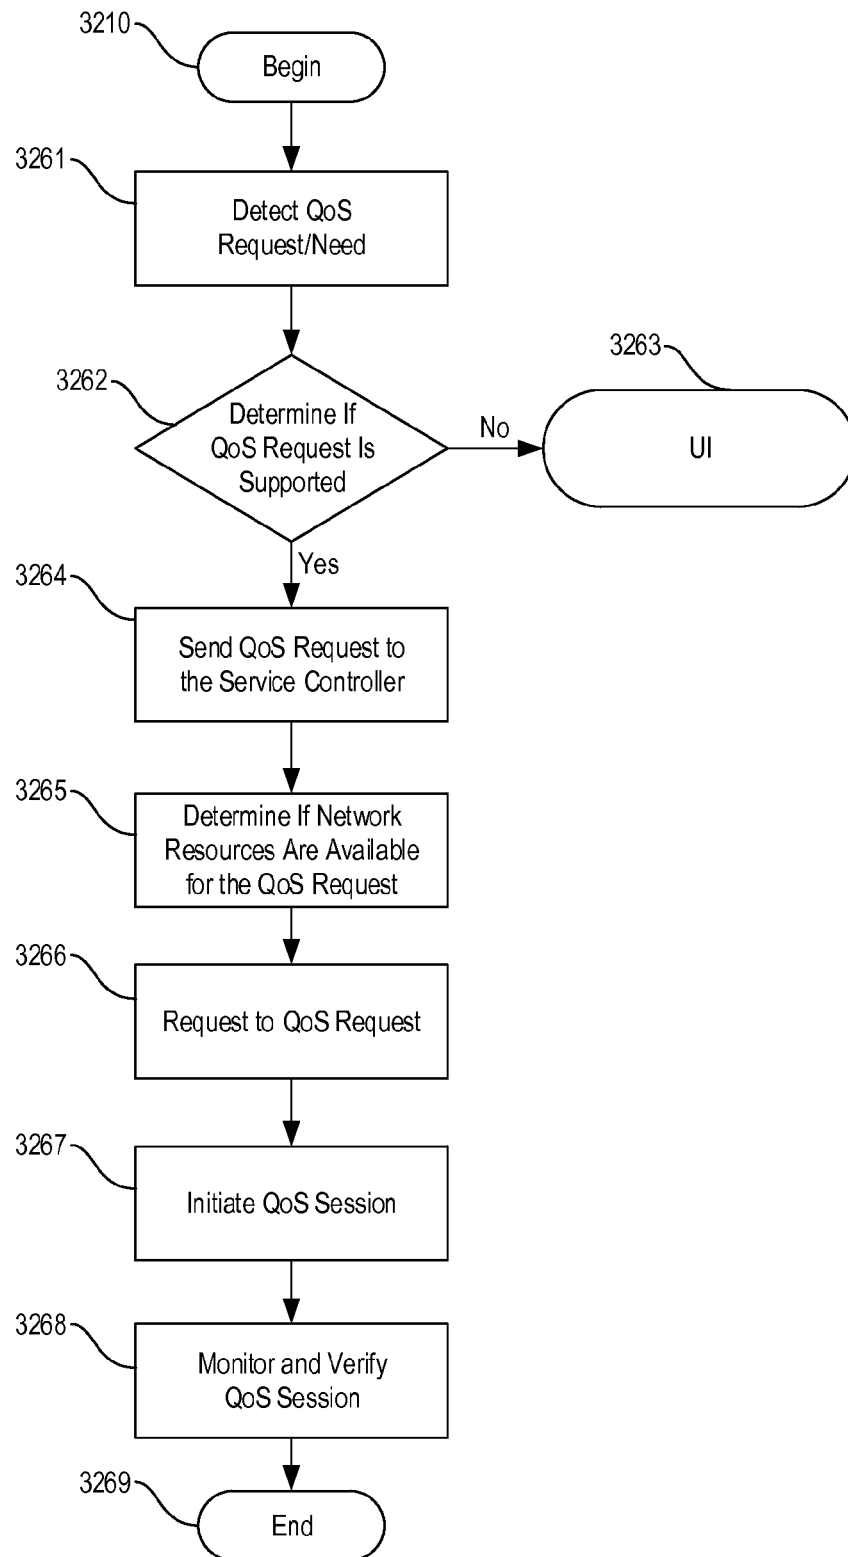 3210
Begin
3261
Detect QoS
Request/Need
3262
Determine If
QoS Request Is
Supported
No
3263
UI
Yes
3264
Send QoS Request to
the Service Controller
3265
Determine If Network
Resources Are Available
for the QoS Request
3266
Request to QoS Request
3267
Initiate QoS Session
3268
Monitor and Verify
QoS Session
3269
End